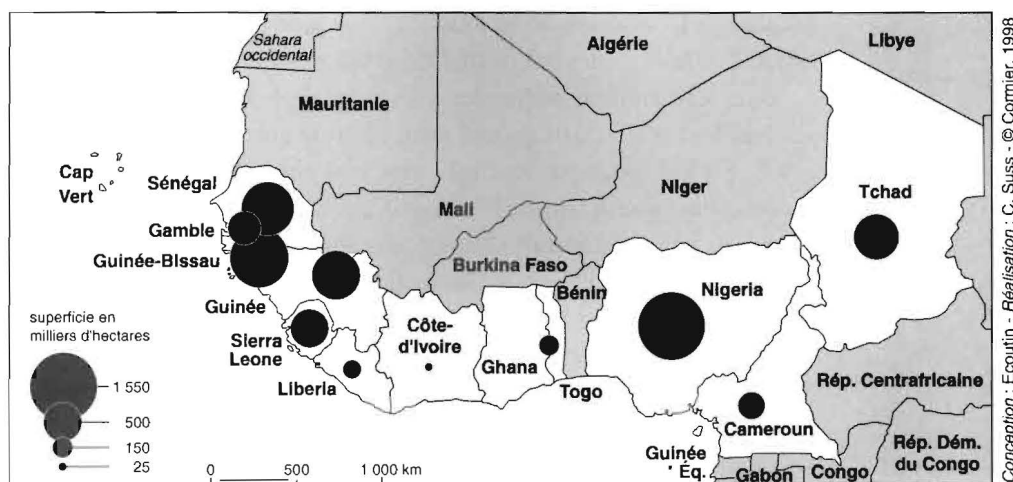 Sahara
occidental
Algérie
Libye
Mauritanie
Cap
Vert
Sénégal
Gambie
Guinée-Bissau
Mali
Niger
Tchad
Burkina Faso
Bénin
Nigeria
Guinée
Sierra
Leone
Liberia
Côte-
d'Ivoire
Ghana
Togo
Cameroun
Rép. Centrafricaine
Rép. Dém.
du Congo
Guinée
Éq.
Gabon
Congo
superficie en
milliers d'hectares
1 550
500
150
25
0
500
1 000 km
Conception : Ecoutin - Réalisation : C. Suss - © Cormier, 1998